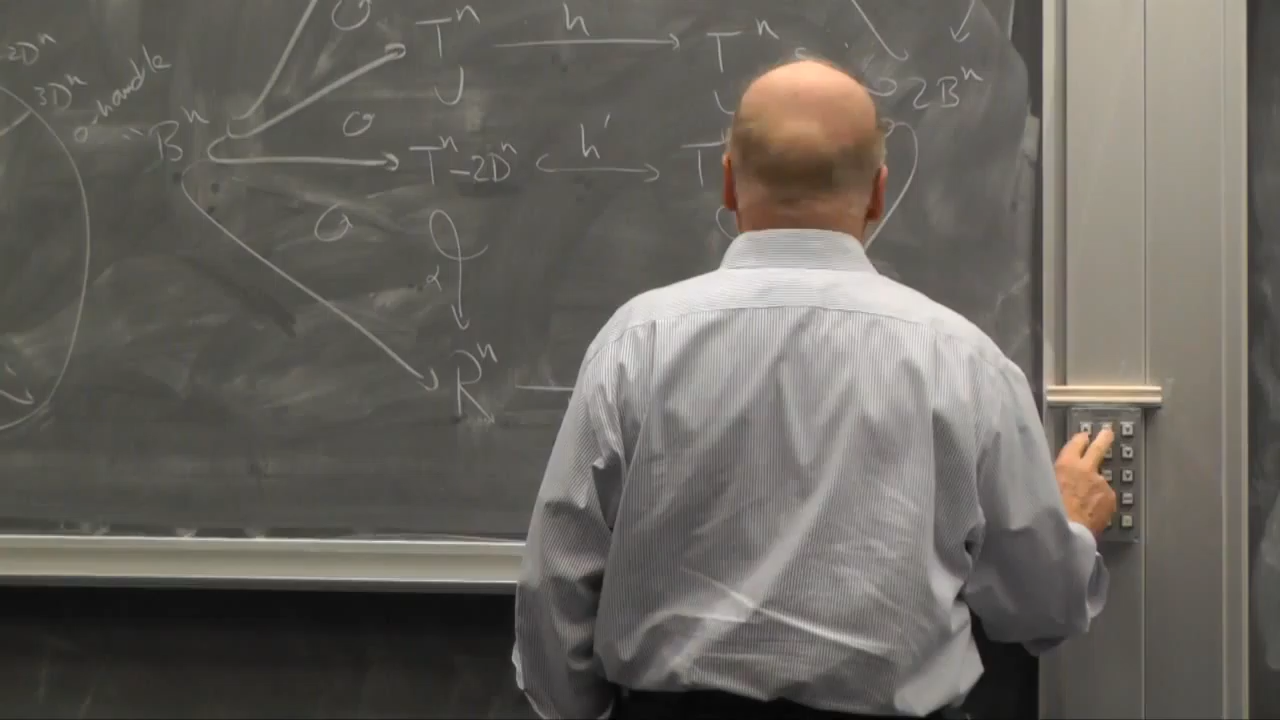 T^n h T^n
2D^n
3D^n
2B^n
0-handle
B^n
T^n-2D^n h' T
α
R^n